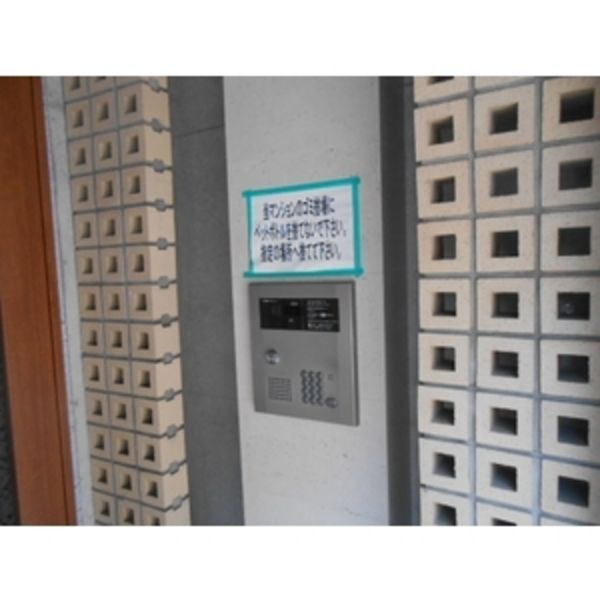 当マンションのゴミ捨場に
ペットボトルを捨てないで下さい。
指定の場所へ捨てて下さい。